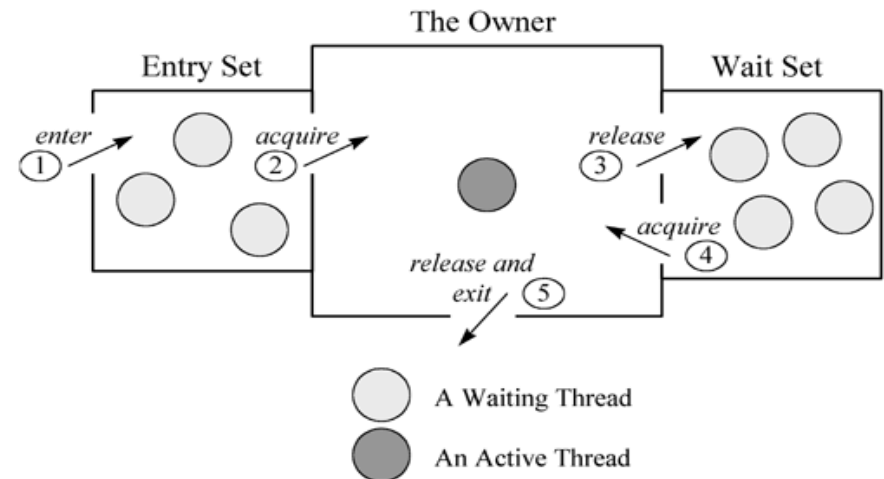 The Owner
Entry Set
Wait Set
enter
1
acquire
2
release
3
acquire
4
release and
exit 5
A Waiting Thread
An Active Thread